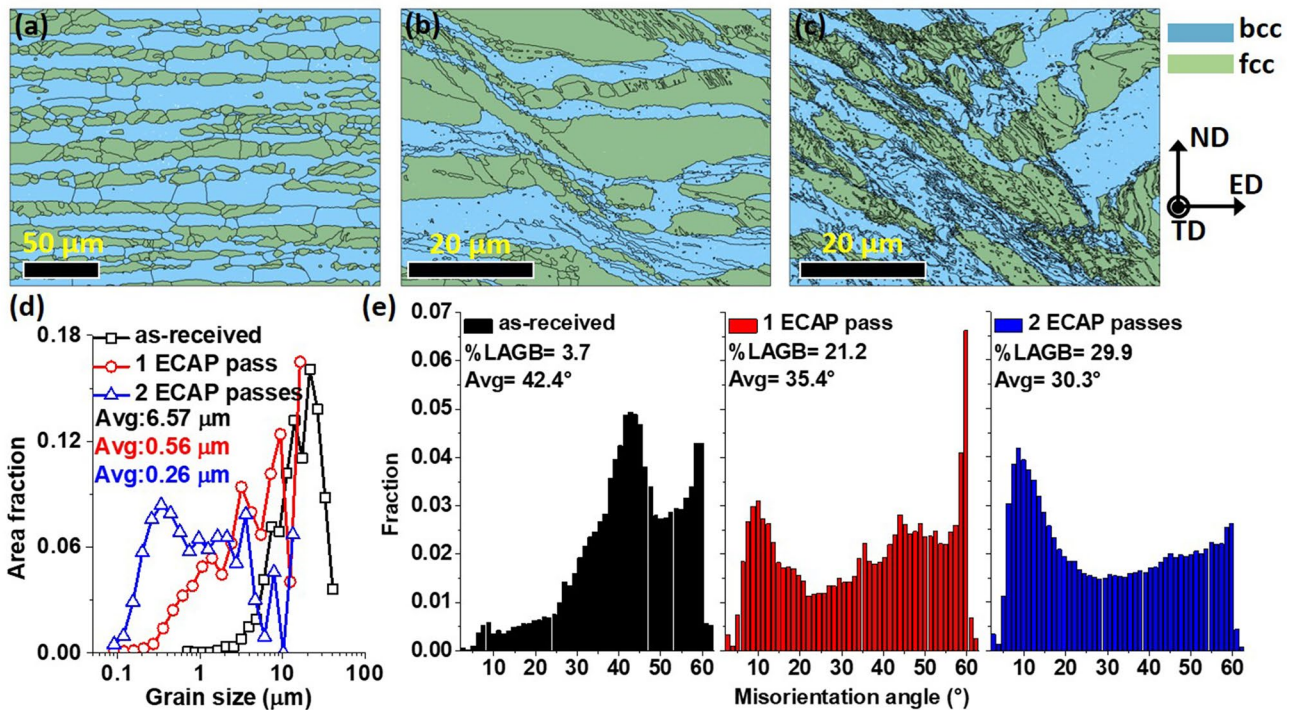 (a)
50 μm
(b)
20 μm
(c)
20 μm
bcc
fcc
ND
ED
TD
(d)
0.18
0.12
0.06
0.00
Area fraction
as-received
1 ECAP pass
2 ECAP passes
Avg:6.57 μm
Avg:0.56 μm
Avg:0.26 μm
0.1 1 10 100
Grain size (μm)
(e)
0.07
0.06
0.05
0.04
0.03
0.02
0.01
0.00
Fraction
as-received
%LAGB= 3.7
Avg= 42.4°
1 ECAP pass
%LAGB= 21.2
Avg= 35.4°
2 ECAP passes
%LAGB= 29.9
Avg= 30.3°
10 20 30 40 50 60
10 20 30 40 50 60
10 20 30 40 50 60
Misorientation angle (°)